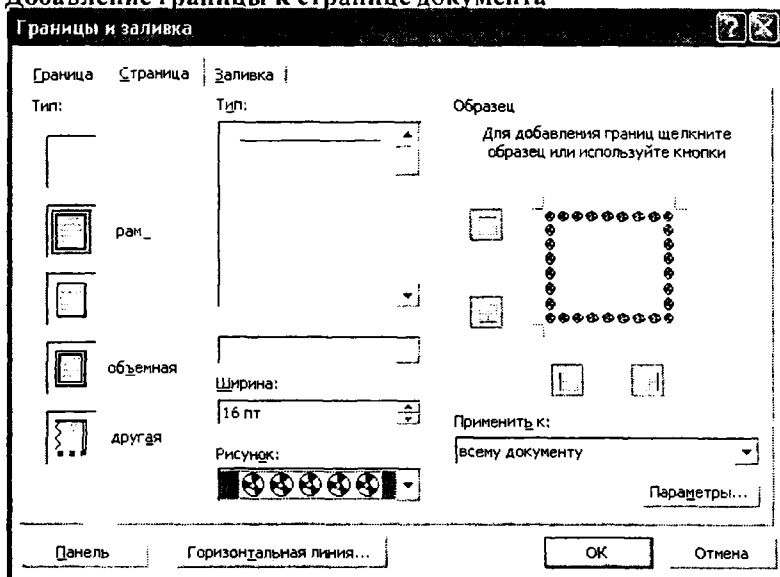 Добавление границы к странице документа
Границы и заливка
Граница Страница Заливка
Тип:
рам_
объемная
другая
Тип:
Ширина:
16 пт
Рисунок:
Образец
Для добавления границ щелкните
образец или используйте кнопки
Применить к:
всему документу
Параметры...
Панель Горизонтальная линия... ОК Отмена